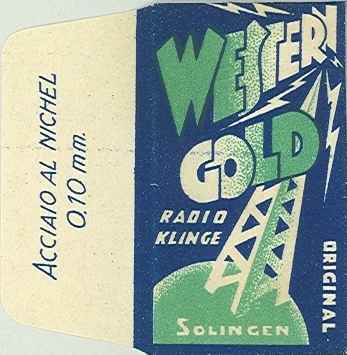 ACCIAIO AL NICHEL
0.10 mm.
WESTERN
GOLD
RADIO
KLINGE
ORIGINAL
SOLINGEN